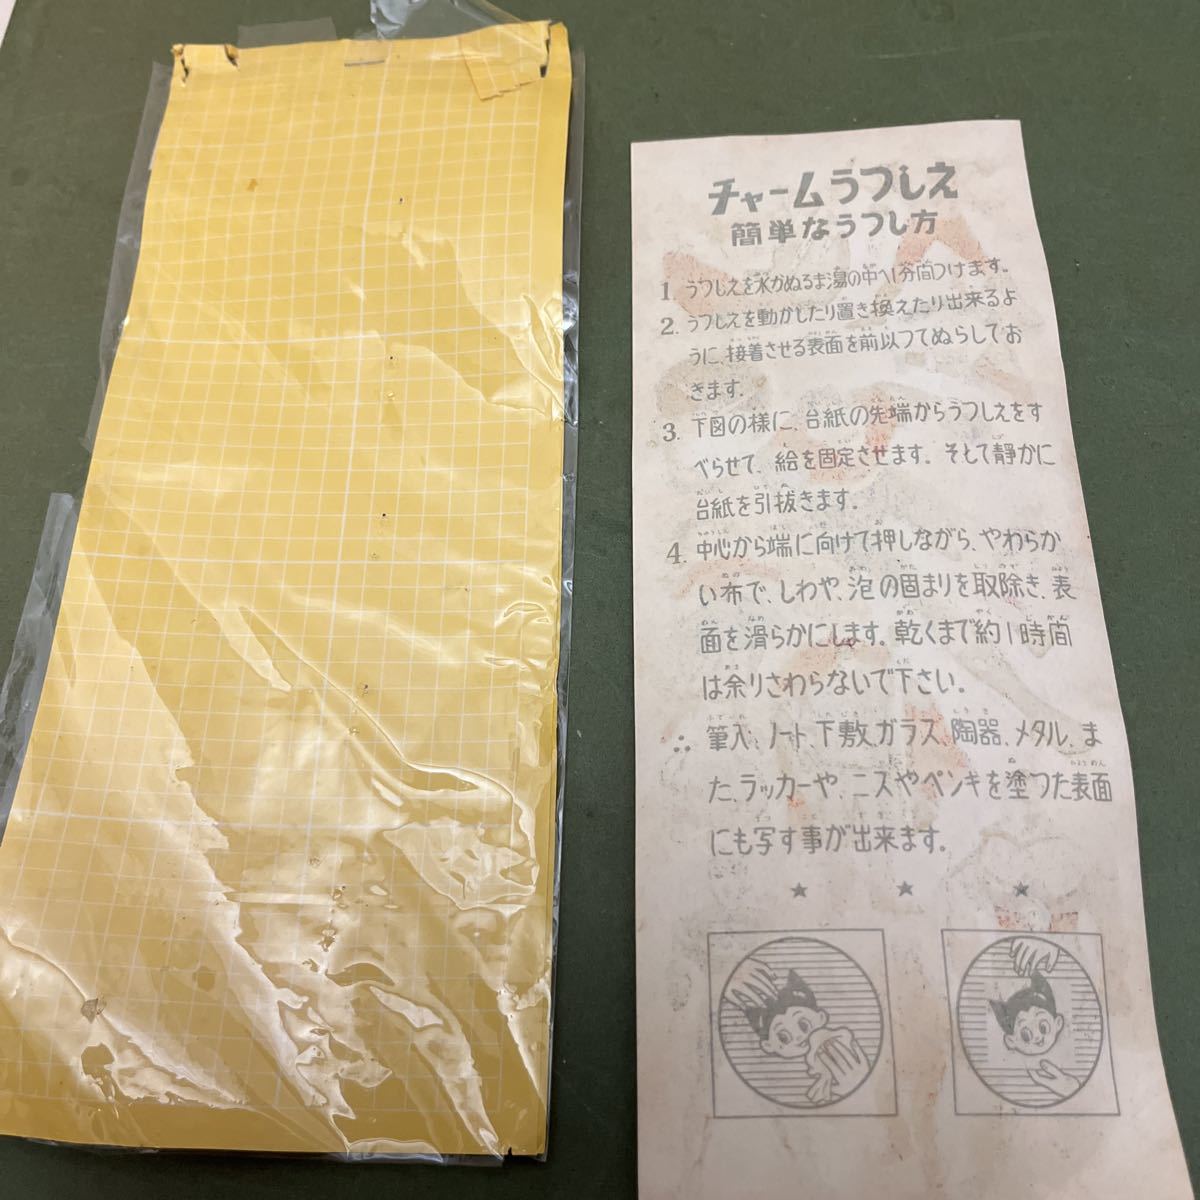 チャームうつしえ
簡単なうつし方
1. うつしえを水かぬるま湯の中へ1分間つけます。
2. うつしえを動かしたり置き換えたり出来るよ
うに、接着させる表面を前以つてぬらしてお
きます.
3. 下図の様に、台紙の先端からうつしえをす
べらせて、絵を固定させます。そして静かに
台紙を引抜きます。
4. 中心から端に向けて押しながら、やわらか
い布で、しわや、泡の固まりを取除き、表
面を滑らかにします。乾くまで約1時間
は余りさわらないで下さい。
∴ 筆入、ノート、下敷、ガラス、陶器、メタル、ま
た、ラッカーや、ニスやペンキを塗つた表面
にも写す事が出来ます。
★ ★ ★